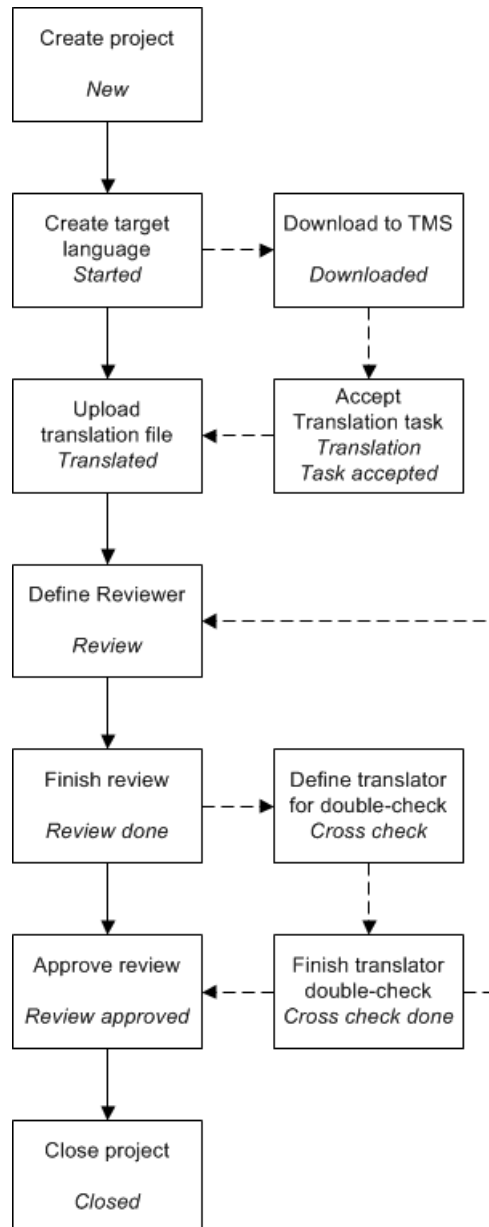 Create project
New
Create target
language
Started
Download to TMS
Downloaded
Upload
translation file
Translated
Accept
Translation task
Translation
Task accepted
Define Reviewer
Review
Finish review
Review done
Define translator
for double-check
Cross check
Approve review
Review approved
Finish translator
double-check
Cross check done
Close project
Closed